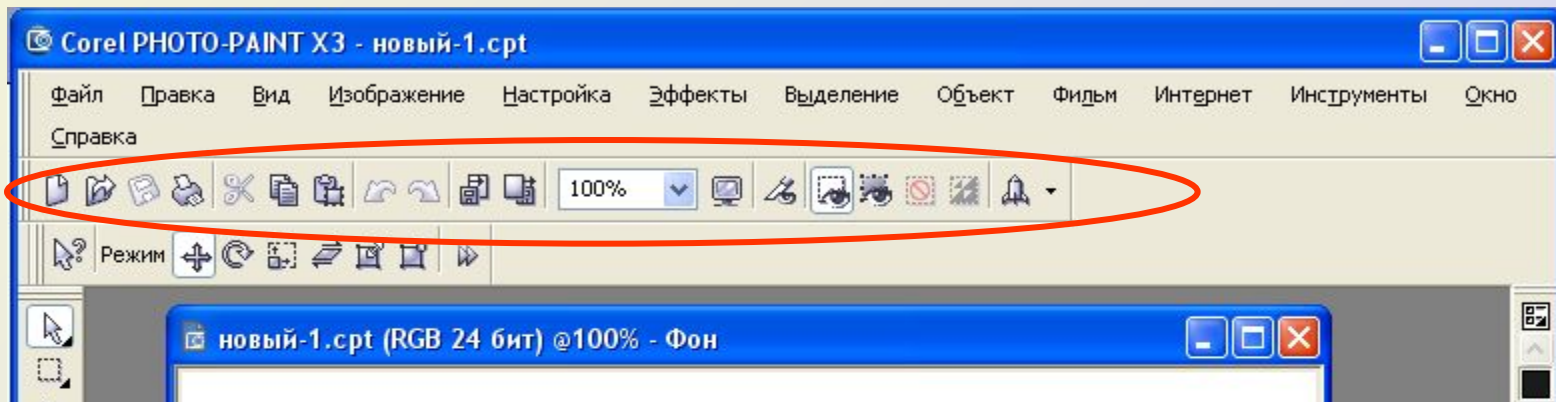 Corel PHOTO-PAINT X3 - новый-1.cpt
Файл Правка Вид Изображение Настройка Эффекты Выделение Объект Фильм Интернет Инструменты Окно
Справка
100%
Режим
новый-1.cpt (RGB 24 бит) @100% - Фон